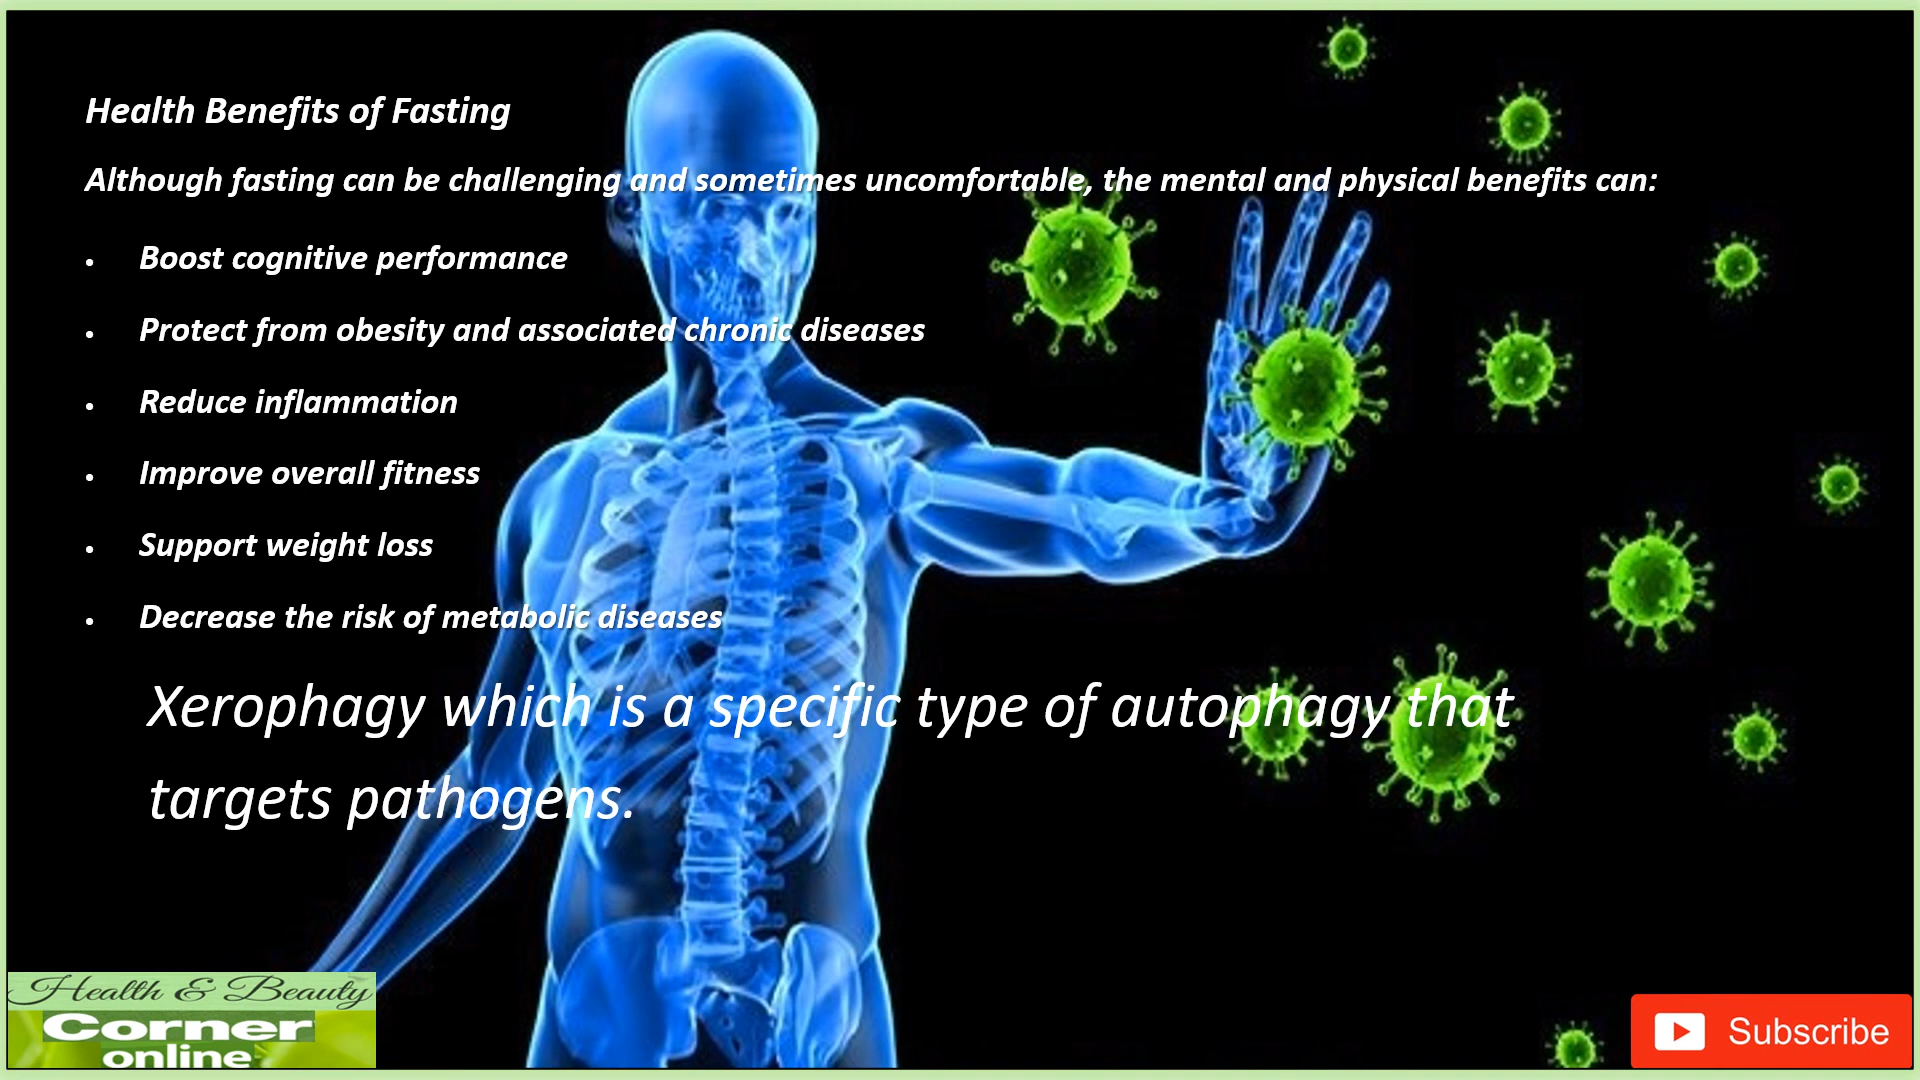 Health Benefits of Fasting
Although fasting can be challenging and sometimes uncomfortable, the mental and physical benefits can:
• Boost cognitive performance
• Protect from obesity and associated chronic diseases
• Reduce inflammation
• Improve overall fitness
• Support weight loss
• Decrease the risk of metabolic diseases
Xerophagy which is a specific type of autophagy that
targets pathogens.
Health & Beauty
Corner
online
Subscribe